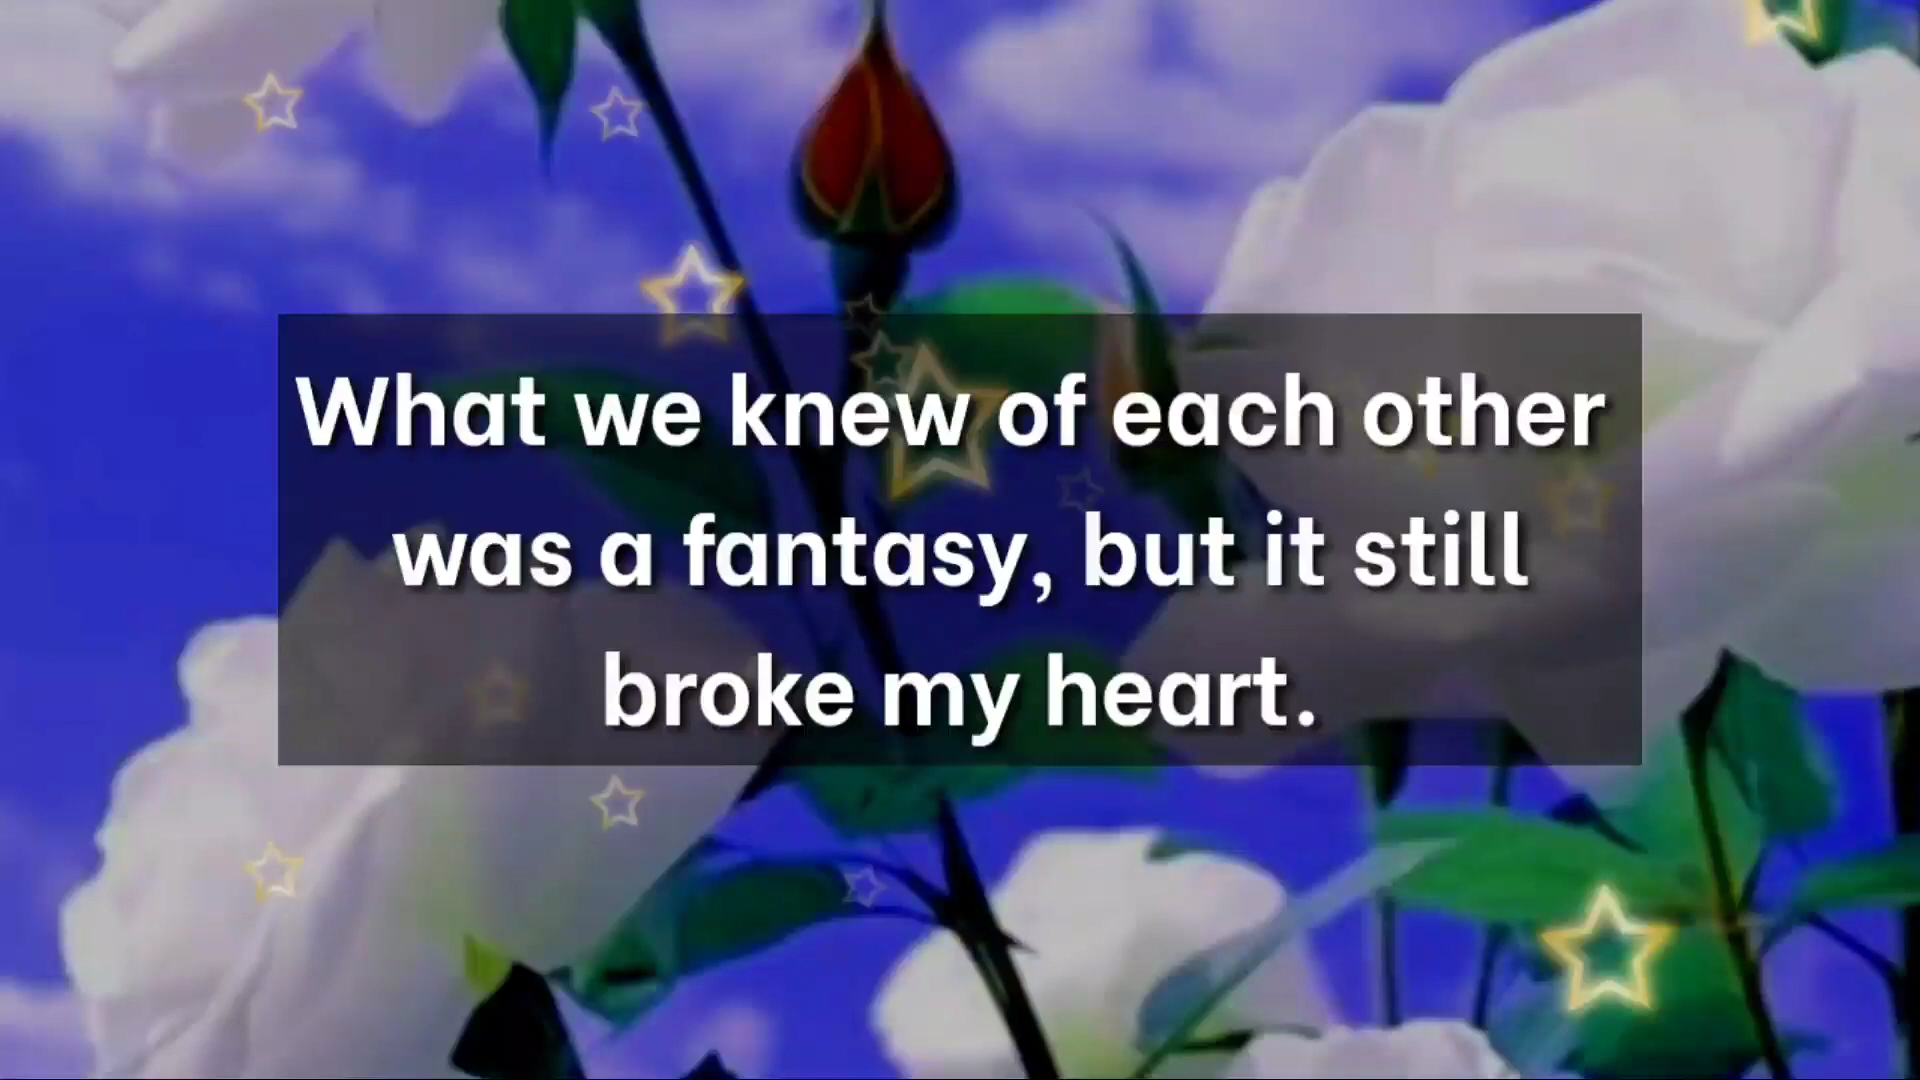 What we knew of each other
was a fantasy, but it still
broke my heart.